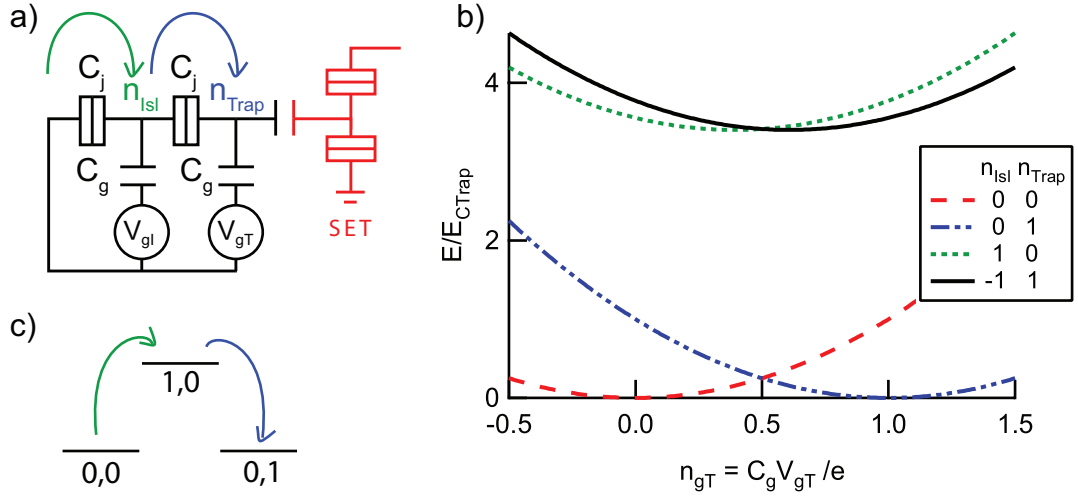 a)
C_j
C_j
n_Isl
n_Trap
C_g
C_g
V_gI
V_gT
SET
b)
E/E_CTrap
4
2
0
-0.5
0.0
0.5
1.0
1.5
n_gT = C_g V_gT /e
n_Isl n_Trap
0 0
0 1
1 0
-1 1
c)
1,0
0,0
0,1